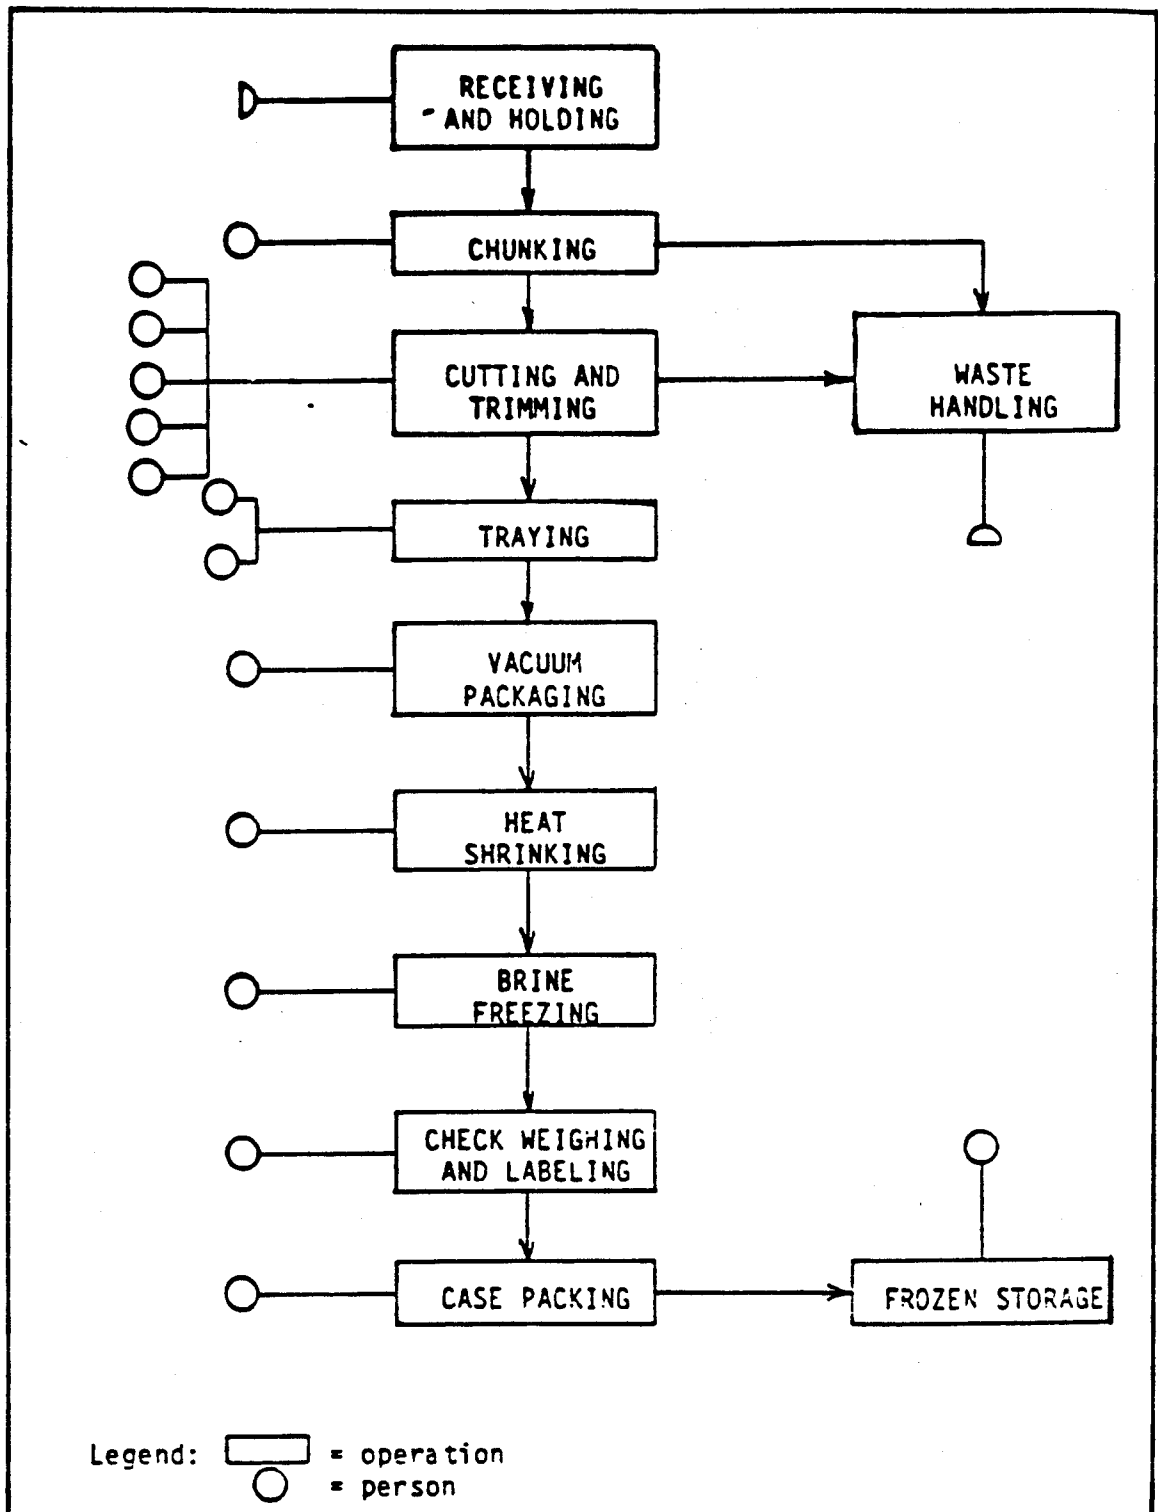 RECEIVING
AND HOLDING
CHUNKING
CUTTING AND
TRIMMING
WASTE
HANDLING
TRAYING
VACUUM
PACKAGING
HEAT
SHRINKING
BRINE
FREEZING
CHECK WEIGHING
AND LABELING
CASE PACKING
FROZEN STORAGE
Legend: = operation
= person